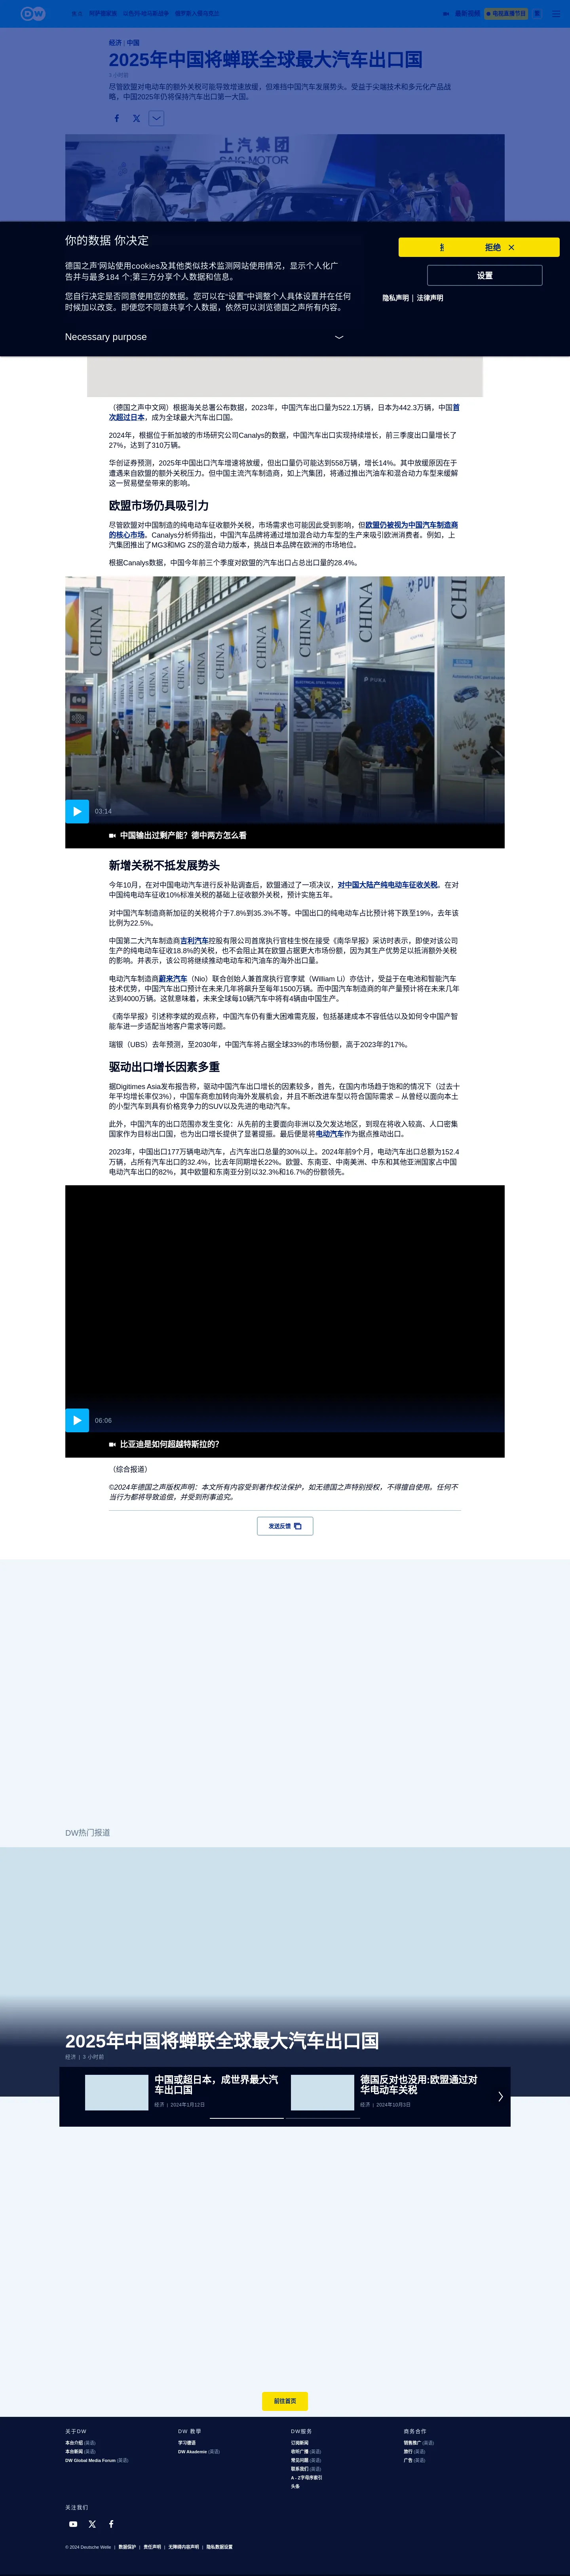 DW
最新视频
电视直播节目
经济 | 中国
2025年中国将蝉联全球最大汽车出口国
3 小时前
尽管欧盟对电动车的额外关税可能导致增速放缓，但难挡中国汽车发展势头。受益于尖端技术和多元化产品战
略，中国2025年仍将保持汽车出口第一大国。
上汽集团
SAIC MOTOR
你的数据 你决定
德国之声’网站使用cookies及其他类似技术监测网站使用情况，显示个人化广
告并与最多184 个;第三方分享个人数据和信息。
您自行决定是否同意使用您的数据。您可以在“设置”中调整个人具体设置并在任何
时候加以改变。即使您不同意共享个人数据，依然可以浏览德国之声所有内容。
Necessary purpose
拒绝
设置
隐私声明 | 法律声明
（德国之声中文网）根据海关总署公布数据，2023年，中国汽车出口量为522.1万辆，日本为442.3万辆，中国首
次超过日本，成为全球最大汽车出口国。
2024年，根据位于新加坡的市场研究公司Canalys的数据，中国汽车出口实现持续增长，前三季度出口量增长了
27%，达到了310万辆。
华创证券预测，2025年中国出口汽车增速将放缓，但出口量仍可能达到558万辆，增长14%。其中放缓原因在于
遭遇来自欧盟的额外关税压力。但中国主流汽车制造商，如上汽集团，将通过推出汽油车和混合动力车型来缓解
这一贸易壁垒带来的影响。
欧盟市场仍具吸引力
尽管欧盟对中国制造的纯电动车征收额外关税，市场需求也可能因此受到影响，但欧盟仍被视为中国汽车制造商
的核心市场。Canalys分析师指出，中国汽车品牌将通过增加混合动力车型的生产来吸引欧洲消费者。例如，上
汽集团推出了MG3和MG ZS的混合动力版本，挑战日本品牌在欧洲的市场地位。
根据Canalys数据，中国今年前三个季度对欧盟的汽车出口占总出口量的28.4%。
CHINA
CHINA
CHINA
CHINA
CHINA
CHINA
03:14
中国输出过剩产能？德中两方怎么看
新增关税不抵发展势头
今年10月，在对中国电动汽车进行反补贴调查后，欧盟通过了一项决议，对中国大陆产纯电动车征收关税。在对
中国纯电动车征收10%标准关税的基础上征收额外关税，预计实施五年。
对中国汽车制造商新加征的关税将介于7.8%到35.3%不等。中国出口的纯电动车占比预计将下跌至19%，去年该
比例为22.5%。
中国第二大汽车制造商吉利汽车控股有限公司首席执行官桂生悦在接受《南华早报》采访时表示，即使对该公司
生产的纯电动车征收18.8%的关税，也不会阻止其在欧盟占据更大市场份额，因为其生产优势足以抵消额外关税
的影响。并表示，该公司将继续推动电动车和汽油车的海外出口量。
电动汽车制造商蔚来汽车（Nio）联合创始人兼首席执行官李斌（William Li）亦估计，受益于在电池和智能汽车
技术优势，中国汽车出口预计在未来几年将飙升至每年1500万辆。而中国汽车制造商的年产量预计将在未来几年
达到4000万辆。这就意味着，未来全球每10辆汽车中将有4辆由中国生产。
《南华早报》引述称李斌的观点称，中国汽车仍有重大困难需克服，包括基建成本不容低估以及如何令中国产智
能车进一步适配当地客户需求等问题。
瑞银（UBS）去年预测，至2030年，中国汽车将占据全球33%的市场份额，高于2023年的17%。
驱动出口增长因素多重
据Digitimes Asia发布报告称，驱动中国汽车出口增长的因素较多，首先，在国内市场趋于饱和的情况下（过去十
年平均增长率仅3%），中国车商愈加转向海外发展机会，并且不断改进车型以符合国际需求 – 从曾经以面向本土
的小型汽车到具有价格竞争力的SUV以及先进的电动汽车。
此外，中国汽车的出口范围亦发生变化：从先前的主要面向非洲以及欠发达地区，到现在将收入较高、人口密集
国家作为目标出口国，也为出口增长提供了显著提振。最后便是将电动汽车作为据点推动出口。
2023年，中国出口177万辆电动汽车，占汽车出口总量的30%以上。2024年前9个月，电动汽车出口总额为152.4
万辆，占所有汽车出口的32.4%，比去年同期增长22%。欧盟、东南亚、中南美洲、中东和其他亚洲国家占中国
电动汽车出口的82%，其中欧盟和东南亚分别以32.3%和16.7%的份额领先。
06:06
比亚迪是如何超越特斯拉的?
（综合报道）
©2024年德国之声版权声明：本文所有内容受到著作权法保护，如无德国之声特别授权，不得擅自使用。任何不
当行为都将导致追偿，并受到刑事追究。
发送反馈
DW热门报道
2025年中国将蝉联全球最大汽车出口国
经济 | 3 小时前
中国或超日本，成世界最大汽
车出口国
经济 | 2024年1月12日
德国反对也没用:欧盟通过对
华电动车关税
经济 | 2024年10月3日
前往首页
关于DW
本台介绍 (英语)
本台新闻 (英语)
DW Global Media Forum (英语)
DW 教學
学习德语
DW Akademie (英语)
DW服务
订阅新闻
收听广播 (英语)
常见问题 (英语)
联系我们 (英语)
A - Z字母序索引
头条
商务合作
销售推广 (英语)
旅行 (英语)
广告 (英语)
关注我们
© 2024 Deutsche Welle | 数据保护 | 责任声明 | 无障碍内容声明 | 隐私数据设置